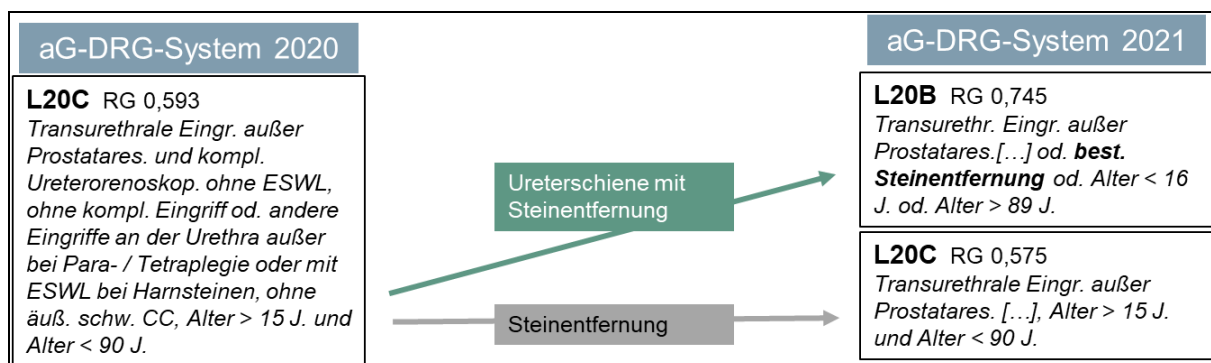 aG-DRG-System 2020
L20C RG 0,593
Transurethrale Eingr. außer
Prostatares. und kompl.
Ureterorenoskop. ohne ESWL,
ohne kompl. Eingriff od. andere
Eingriffe an der Urethra außer
bei Para- / Tetraplegie oder mit
ESWL bei Harnsteinen, ohne
äuß. schw. CC, Alter > 15 J. und
Alter < 90 J.
Ureterschiene mit
Steinentfernung
Steinentfernung
aG-DRG-System 2021
L20B RG 0,745
Transurethr. Eingr. außer
Prostatares.[…] od. best.
Steinentfernung od. Alter < 16
J. od. Alter > 89 J.
L20C RG 0,575
Transurethrale Eingr. außer
Prostatares. […], Alter > 15 J.
und Alter < 90 J.